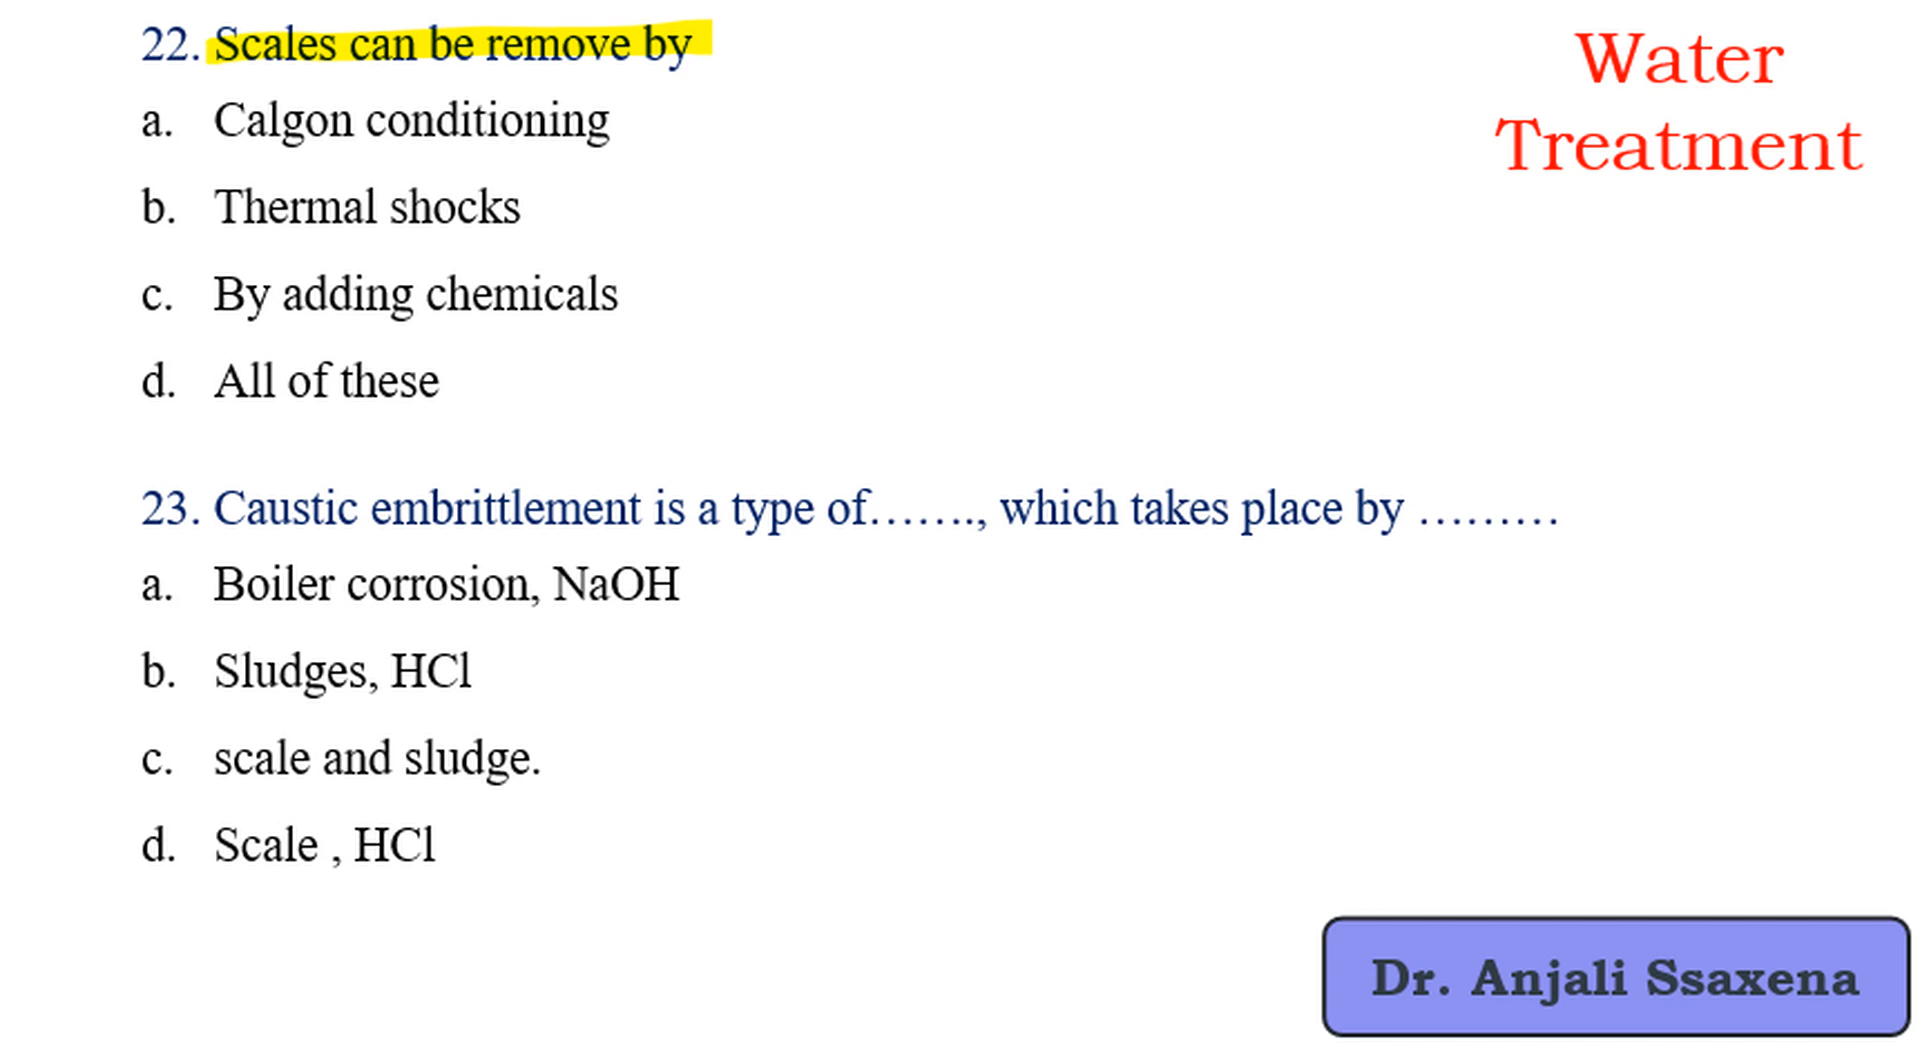 22. Scales can be remove by
a. Calgon conditioning
b. Thermal shocks
c. By adding chemicals
d. All of these
23. Caustic embrittlement is a type of……., which takes place by ………
a. Boiler corrosion, NaOH
b. Sludges, HCl
c. scale and sludge.
d. Scale , HCl
Water
Treatment
Dr. Anjali Ssaxena